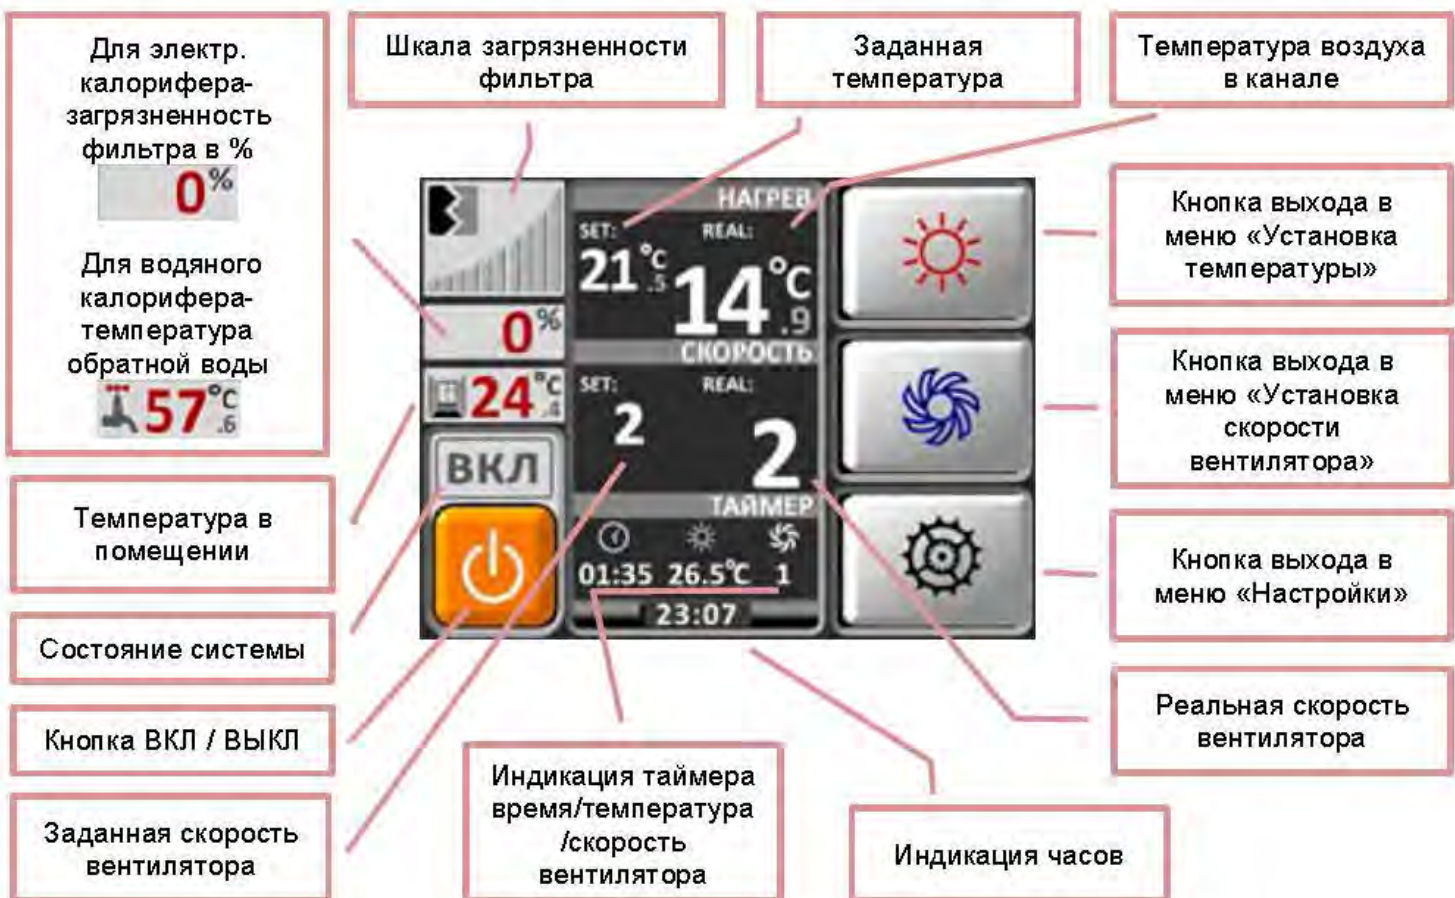 Для электр.
калорифера-
загрязненность
фильтра в %
0%
Для водяного
калорифера-
температура
обратной воды
57°C
.6
Шкала загрязненности
фильтра
Заданная
температура
Температура воздуха
в канале
НАГРЕВ
SET: REAL:
21°C
.5
14°C
.9
0%
СКОРОСТЬ
24°C
.4
SET: REAL:
2 2
ВКЛ
ТАЙМЕР
01:35 26.5°C 1
23:07
Кнопка выхода в
меню «Установка
температуры»
Кнопка выхода в
меню «Установка
скорости
вентилятора»
Кнопка выхода в
меню «Настройки»
Реальная скорость
вентилятора
Температура в
помещении
Состояние системы
Кнопка ВКЛ / ВЫКЛ
Заданная скорость
вентилятора
Индикация таймера
время/температура
/скорость
вентилятора
Индикация часов